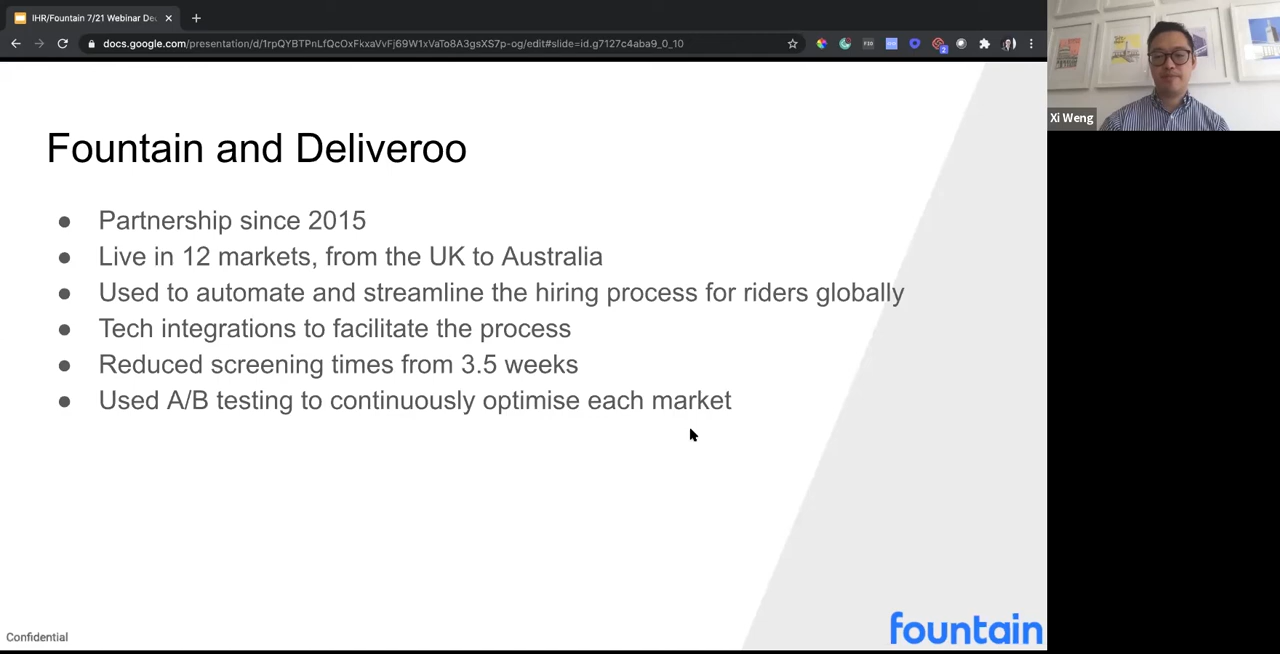 IHR/Fountain 7/21 Webinar De
docs.google.com/presentation/d/1rpQYBTPnLfQcOxFkxaVvFj69W1xVaTo8A3gsXS7p-og/edit#slide=id.g7127c4aba9_0_10
Xi Weng
Fountain and Deliveroo
● Partnership since 2015
● Live in 12 markets, from the UK to Australia
● Used to automate and streamline the hiring process for riders globally
● Tech integrations to facilitate the process
● Reduced screening times from 3.5 weeks
● Used A/B testing to continuously optimise each market
Confidential
fountain